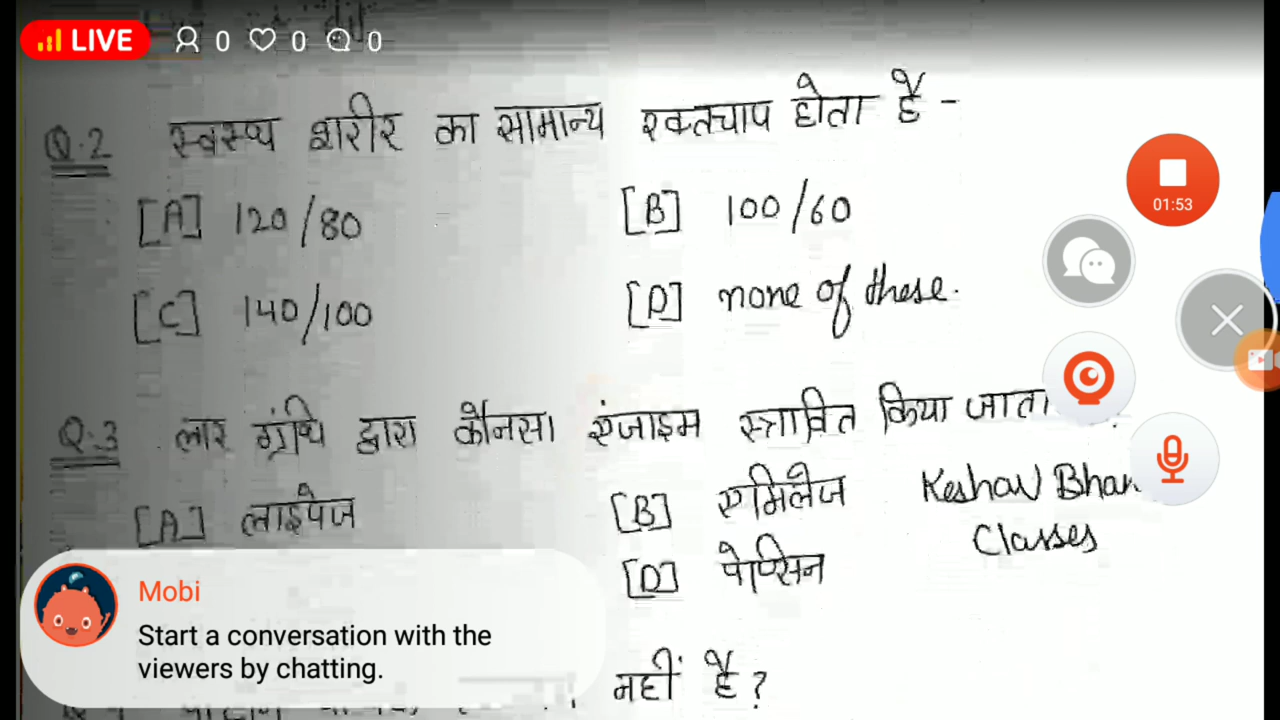 LIVE 0 0 0
Q.2 स्वस्थ शरीर का सामान्य रक्तचाप होता है -
[A] 120/80 [B] 100/60
01:53
[C] 140/100 [D] none of these.
Q.3 लार ग्रंथि द्वारा कौनसा एंजाइम स्त्रावित किया जाता
[A] लाइपेज [B] एमिलेज Keshav Bhan
Classes
[D] पेप्सिन
Mobi
Start a conversation with the
viewers by chatting.
नहीं है?